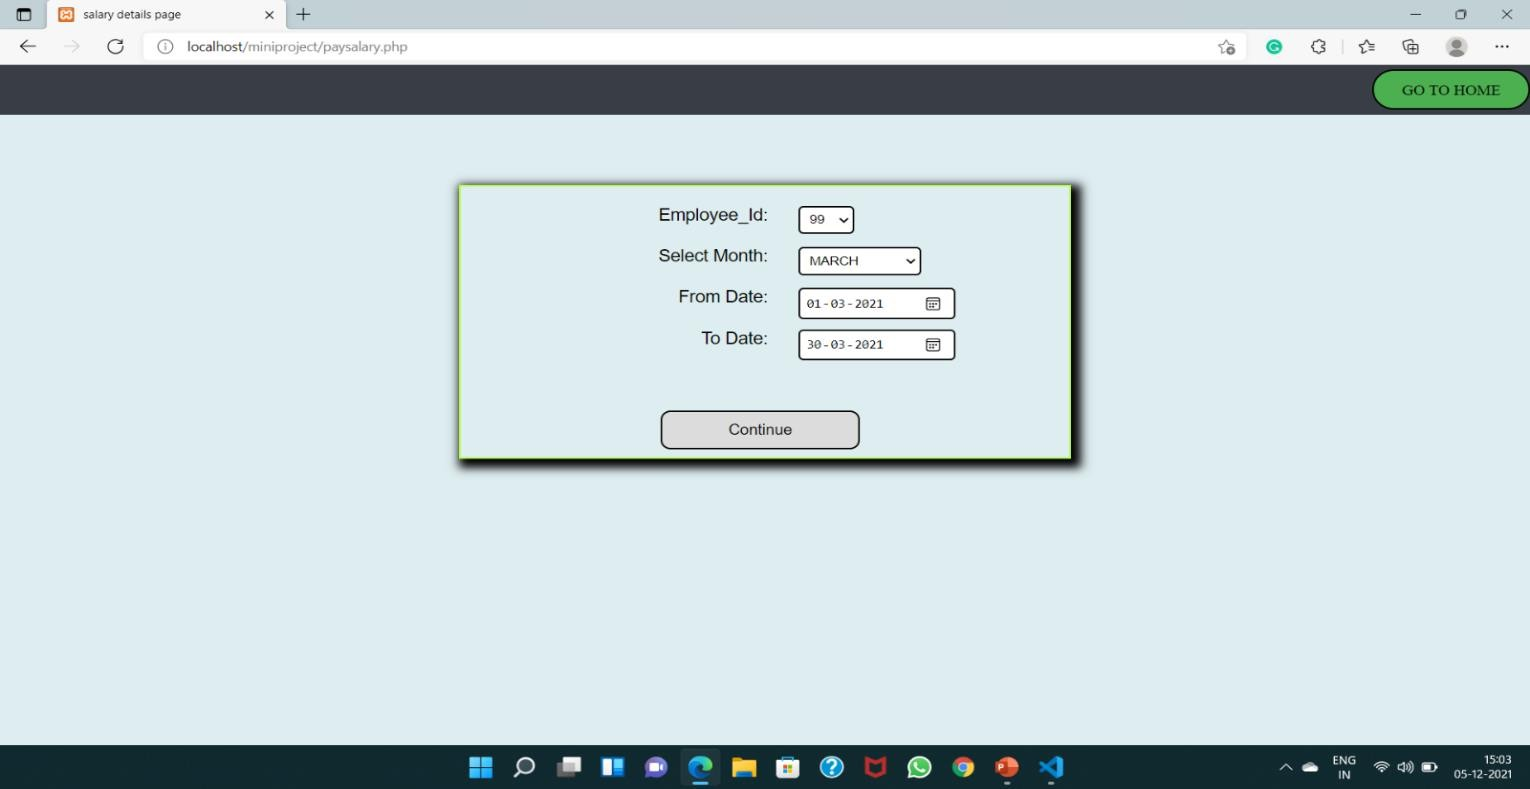 salary details page
localhost/miniproject/paysalary.php
GO TO HOME
Employee_Id: 99
Select Month: MARCH
From Date: 01-03-2021
To Date: 30-03-2021
Continue
ENG 15:03
IN 05-12-2021